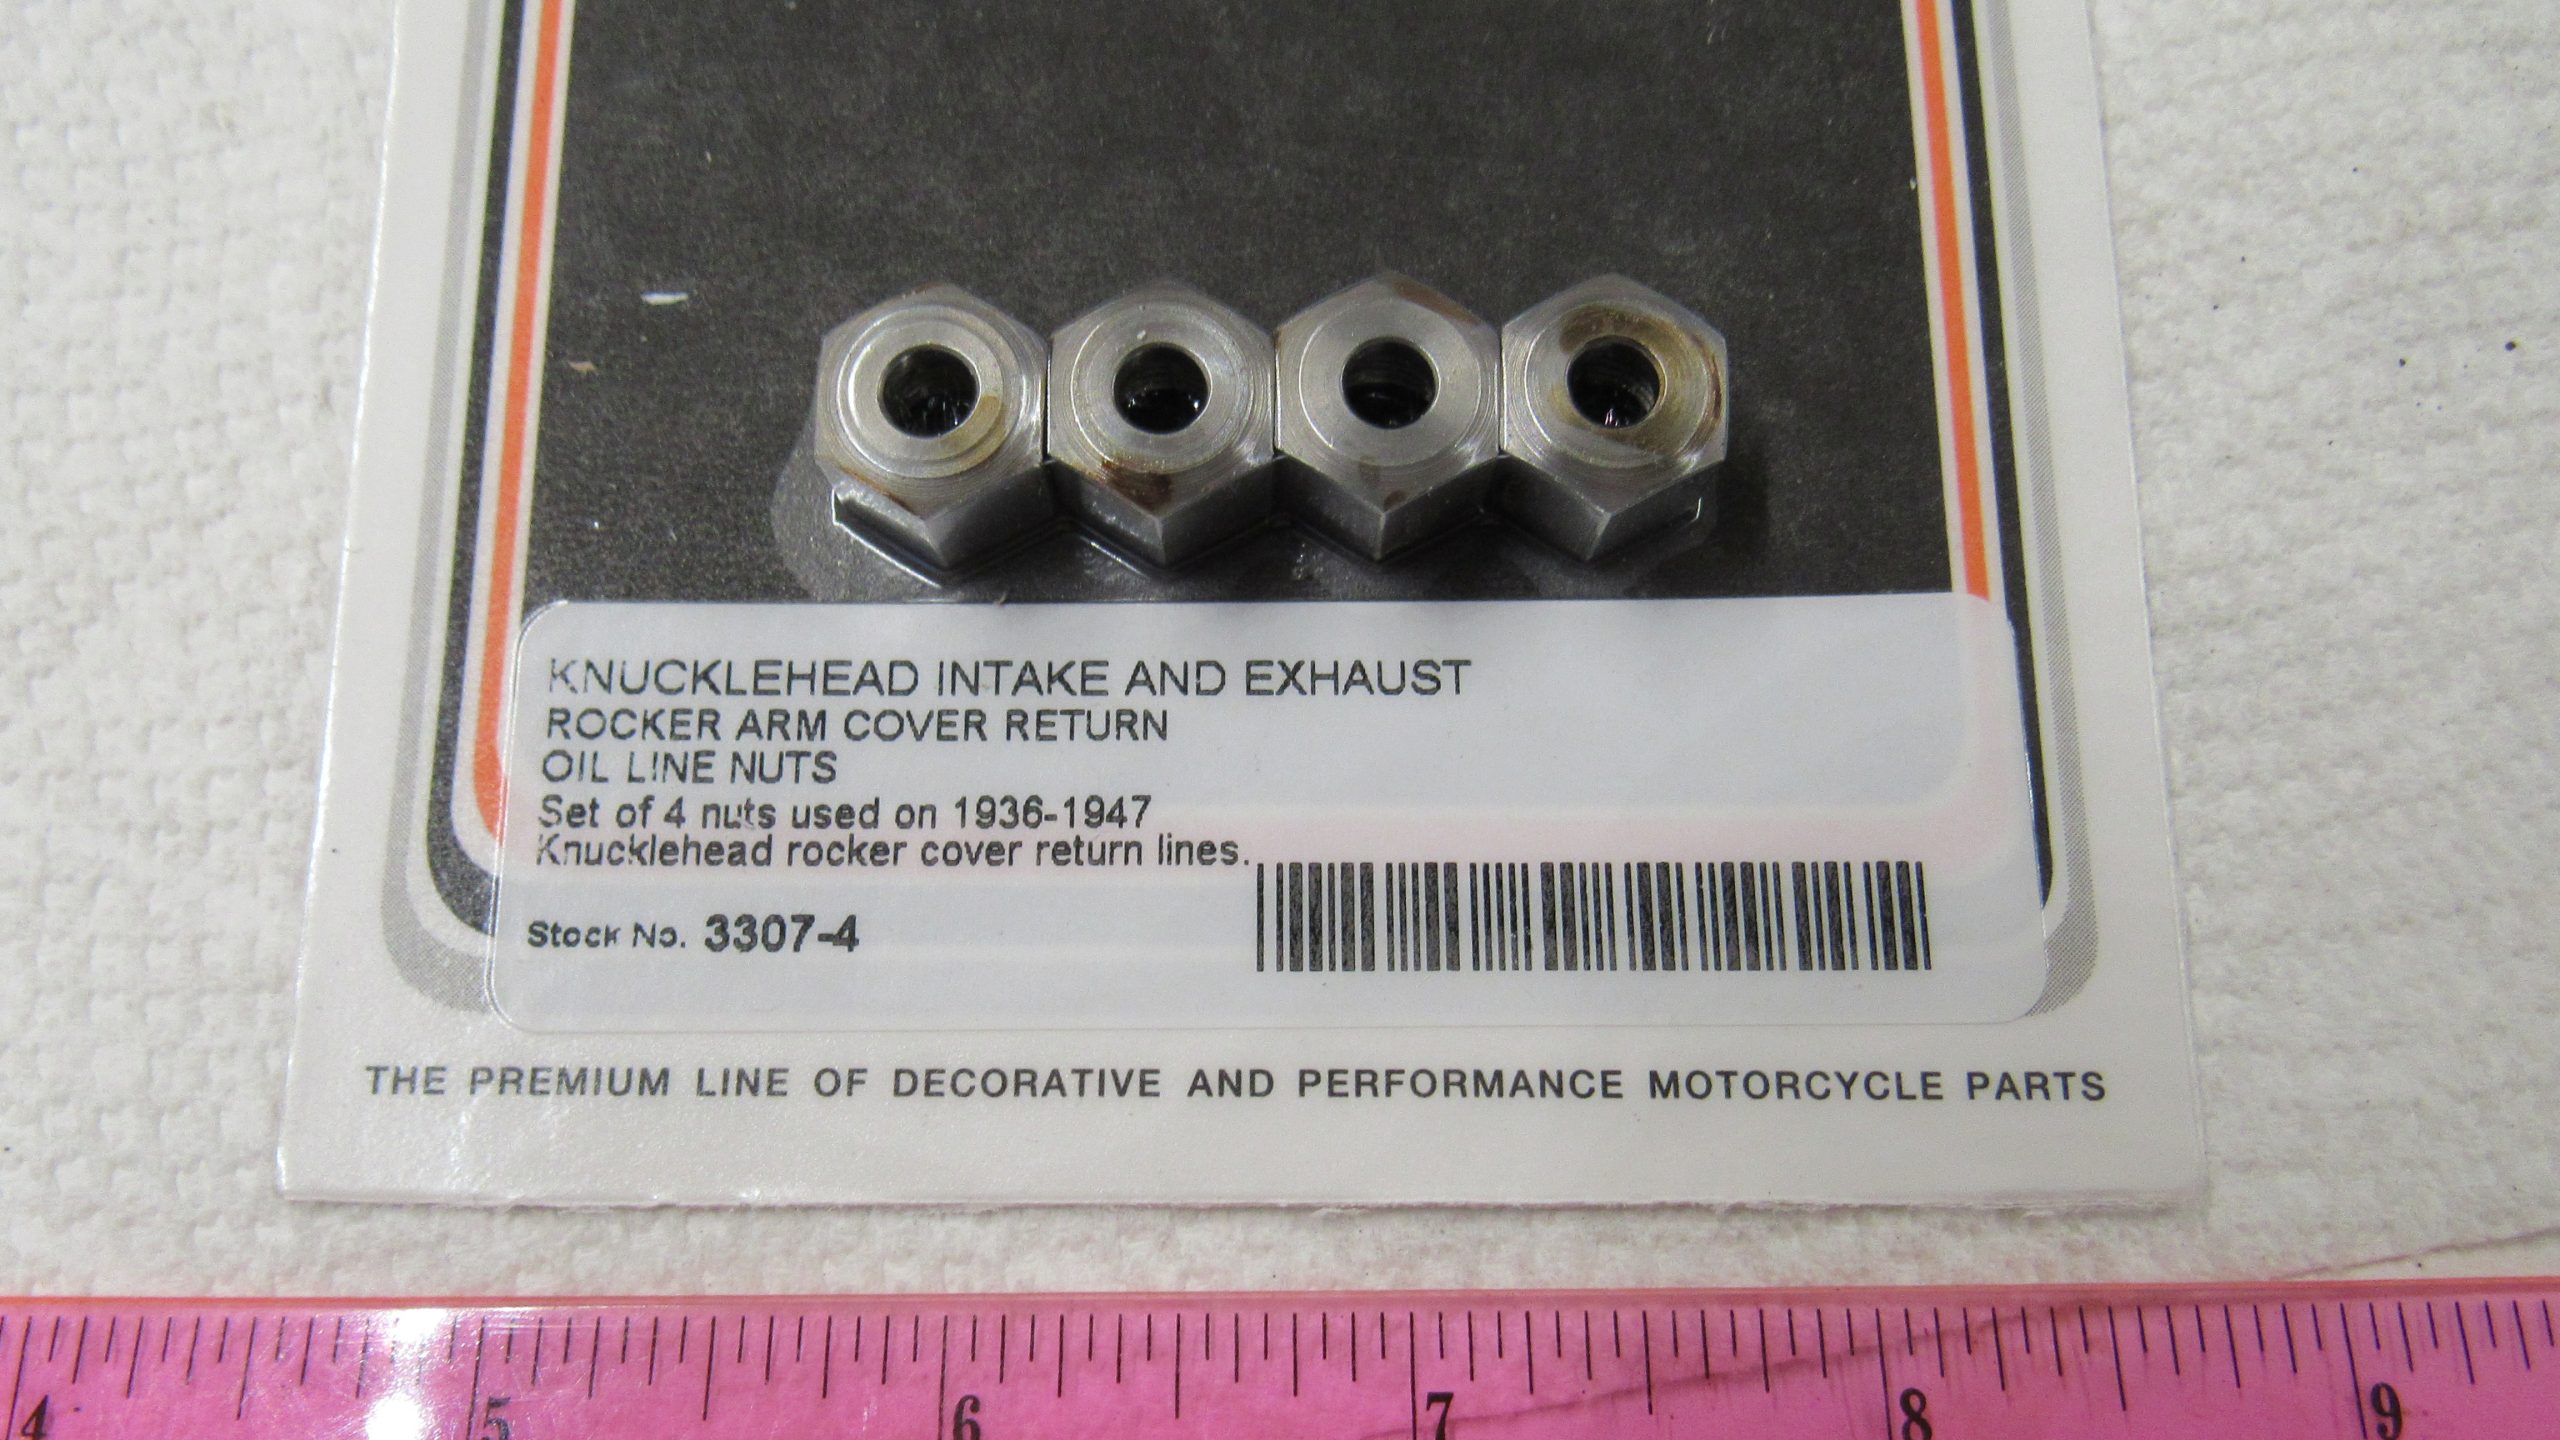 KNUCKLEHEAD INTAKE AND EXHAUST
ROCKER ARM COVER RETURN
OIL LINE NUTS
Set of 4 nuts used on 1936-1947
Knucklehead rocker cover return lines.
Stock No. 3307-4
THE PREMIUM LINE OF DECORATIVE AND PERFORMANCE MOTORCYCLE PARTS
4 5 6 7 8 9